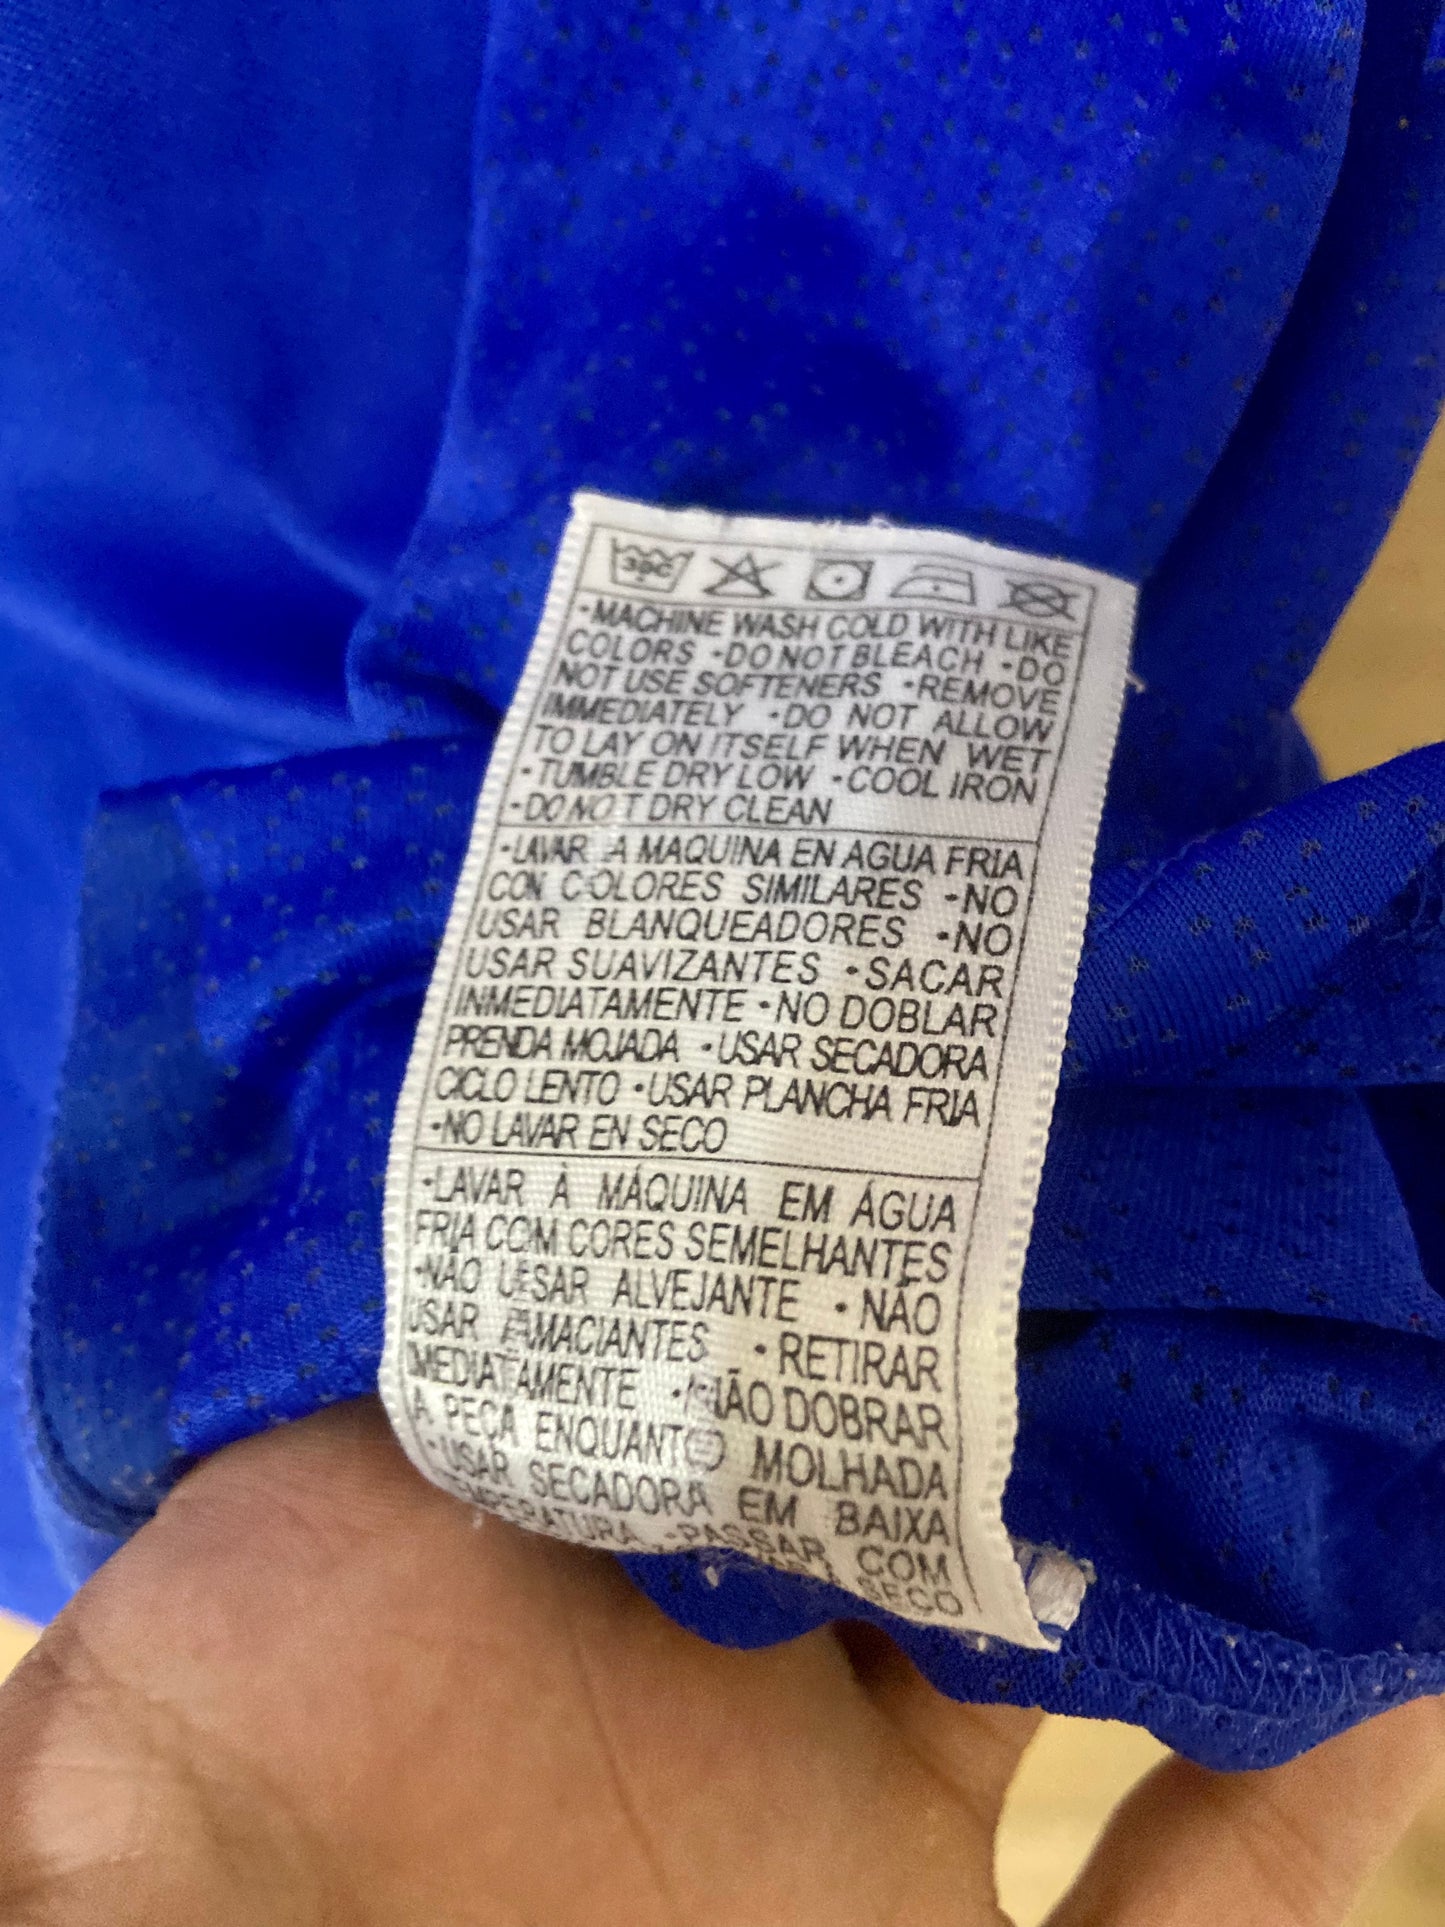 30C
•MACHINE WASH COLD WITH LIKE
COLORS •DO NOT BLEACH •DO
NOT USE SOFTENERS •REMOVE
IMMEDIATELY •DO NOT ALLOW
TO LAY ON ITSELF WHEN WET
•TUMBLE DRY LOW •COOL IRON
•DO NOT DRY CLEAN
•LAVAR A MAQUINA EN AGUA FRIA
CON COLORES SIMILARES •NO
USAR BLANQUEADORES •NO
USAR SUAVIZANTES •SACAR
INMEDIATAMENTE •NO DOBLAR
PRENDA MOJADA •USAR SECADORA
CICLO LENTO •USAR PLANCHA FRIA
•NO LAVAR EN SECO
•LAVAR À MÁQUINA EM ÁGUA
FRIA COM CORES SEMELHANTES
•NÃO USAR ALVEJANTE •NÃO
USAR AMACIANTES •RETIRAR
IMEDIATAMENTE •NÃO DOBRAR
A PEÇA ENQUANTO MOLHADA
•USAR SECADORA EM BAIXA
TEMPERATURA •PASSAR COM
SECO